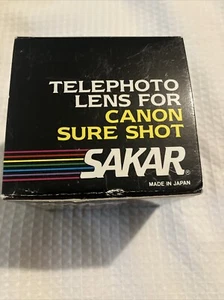 TELEPHOTO
LENS FOR
CANON
SURE SHOT
SAKAR®
MADE IN JAPAN